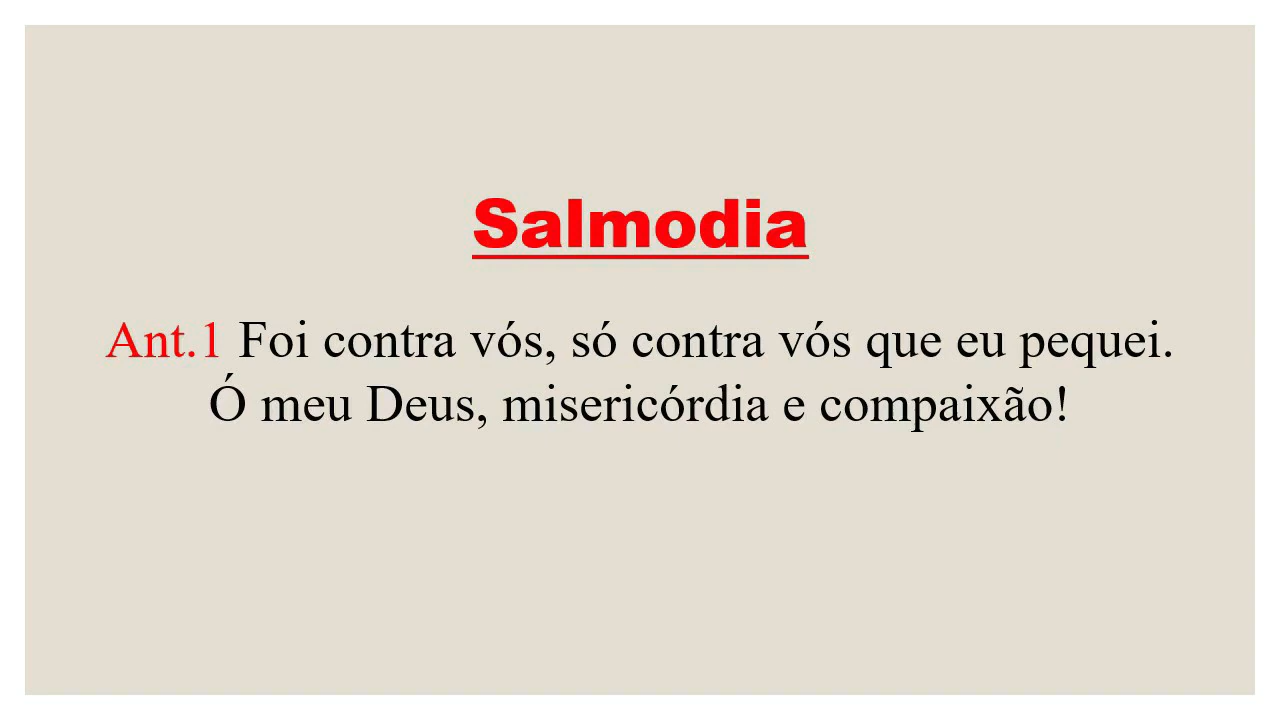 Salmodia
Ant.1 Foi contra vós, só contra vós que eu pequei.
Ó meu Deus, misericórdia e compaixão!